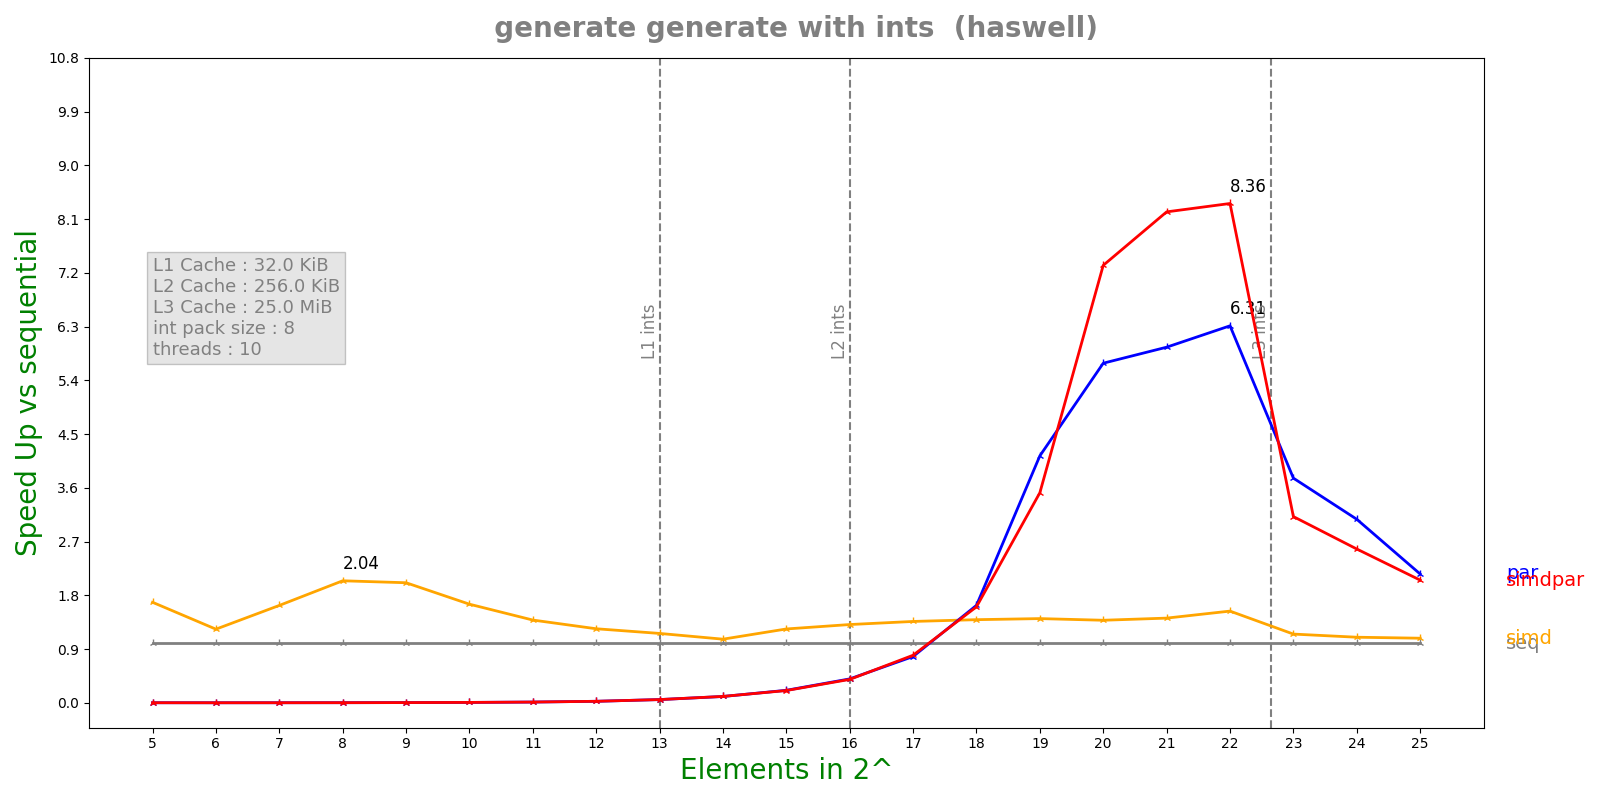 generate generate with ints  (haswell)
Speed Up vs sequential
10.8
9.9
9.0
8.1
7.2
6.3
5.4
4.5
3.6
2.7
1.8
0.9
0.0
L1 Cache : 32.0 KiB
L2 Cache : 256.0 KiB
L3 Cache : 25.0 MiB
int pack size : 8
threads : 10
L1 ints
L2 ints
L3 ints
8.36
6.31
2.04
par
simdpar
simd
seq
5 6 7 8 9 10 11 12 13 14 15 16 17 18 19 20 21 22 23 24 25
Elements in 2^